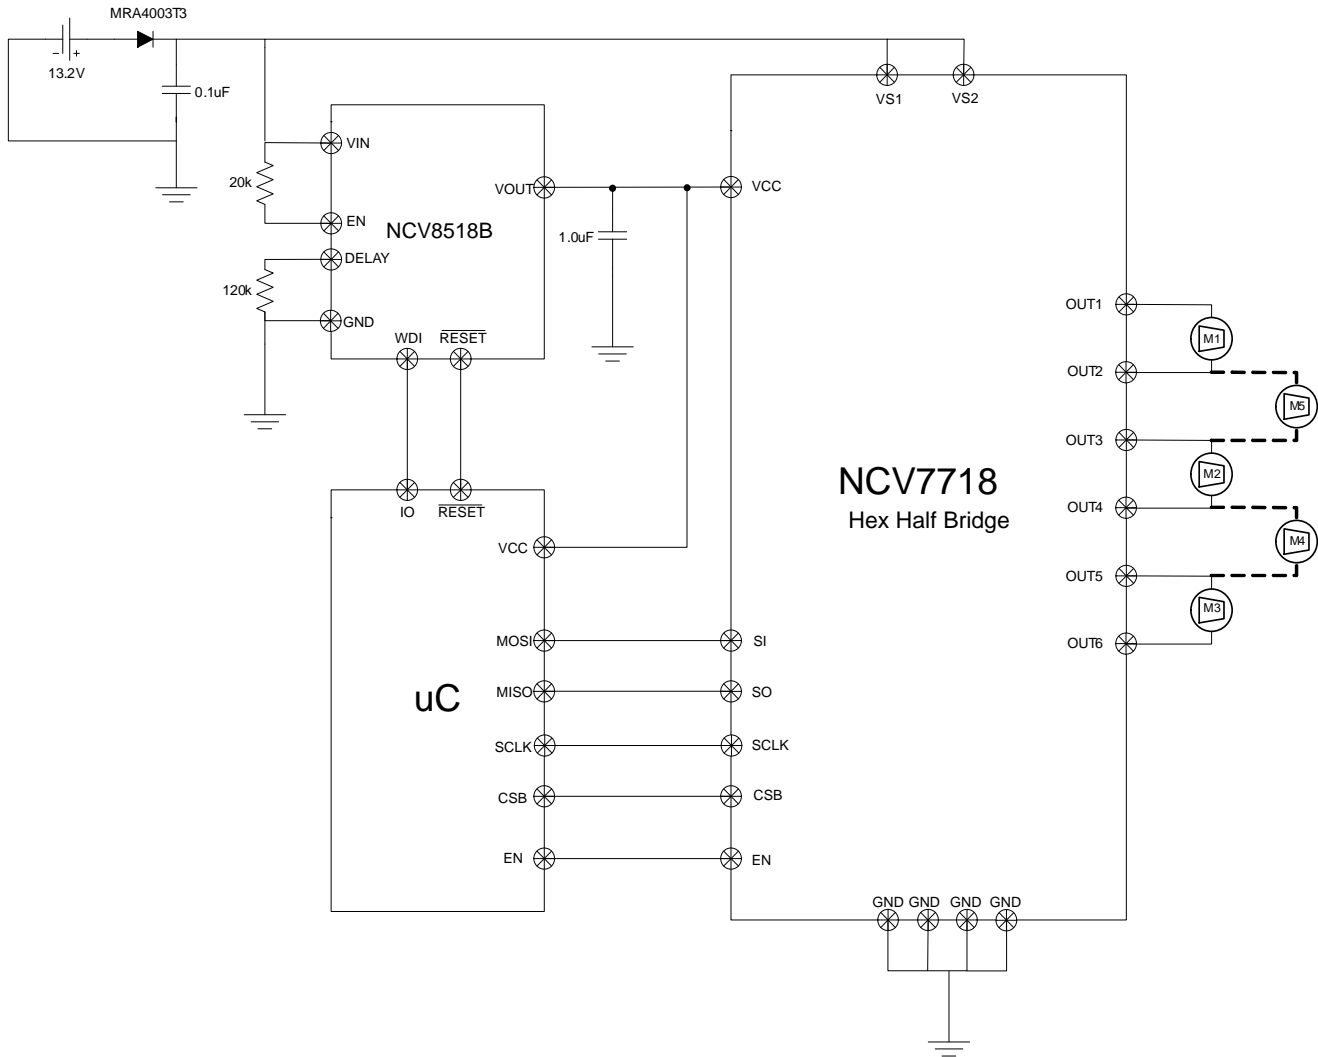 MRA4003T3
- +
13.2V
0.1uF
VS1
VS2
VIN
20k
EN
DELAY
120k
GND
NCV8518B
VOUT
WDI
RESET
1.0uF
VCC
IO
RESET
VCC
MOSI
MISO
SCLK
CSB
EN
uC
SI
SO
SCLK
CSB
EN
NCV7718
Hex Half Bridge
OUT1
OUT2
OUT3
OUT4
OUT5
OUT6
M1
M5
M2
M4
M3
GND GND GND GND